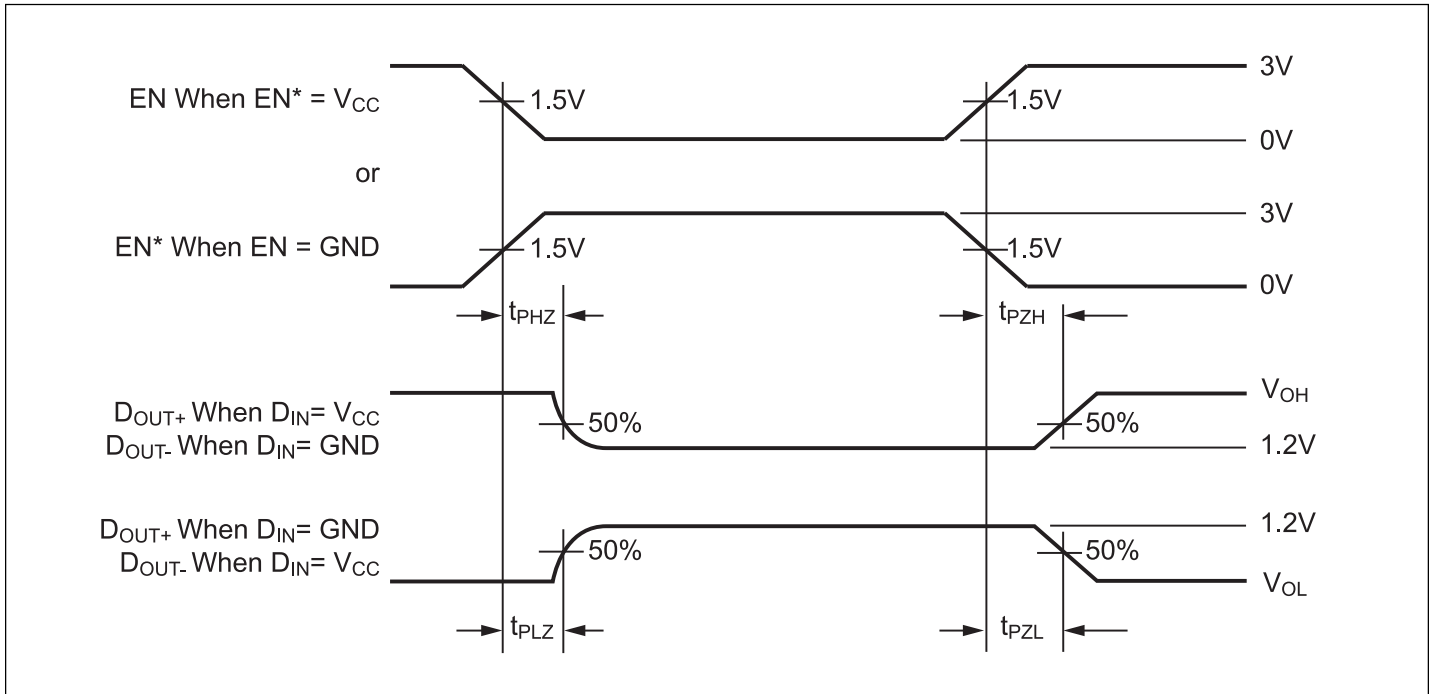 3V
EN When EN* = VCC
1.5V
1.5V
0V
or
3V
EN* When EN = GND
1.5V
1.5V
0V
tPHZ
tPZH
DOUT+ When DIN= VCC
DOUT- When DIN= GND
50%
50%
VOH
1.2V
DOUT+ When DIN= GND
DOUT- When DIN= VCC
50%
50%
1.2V
VOL
tPLZ
tPZL